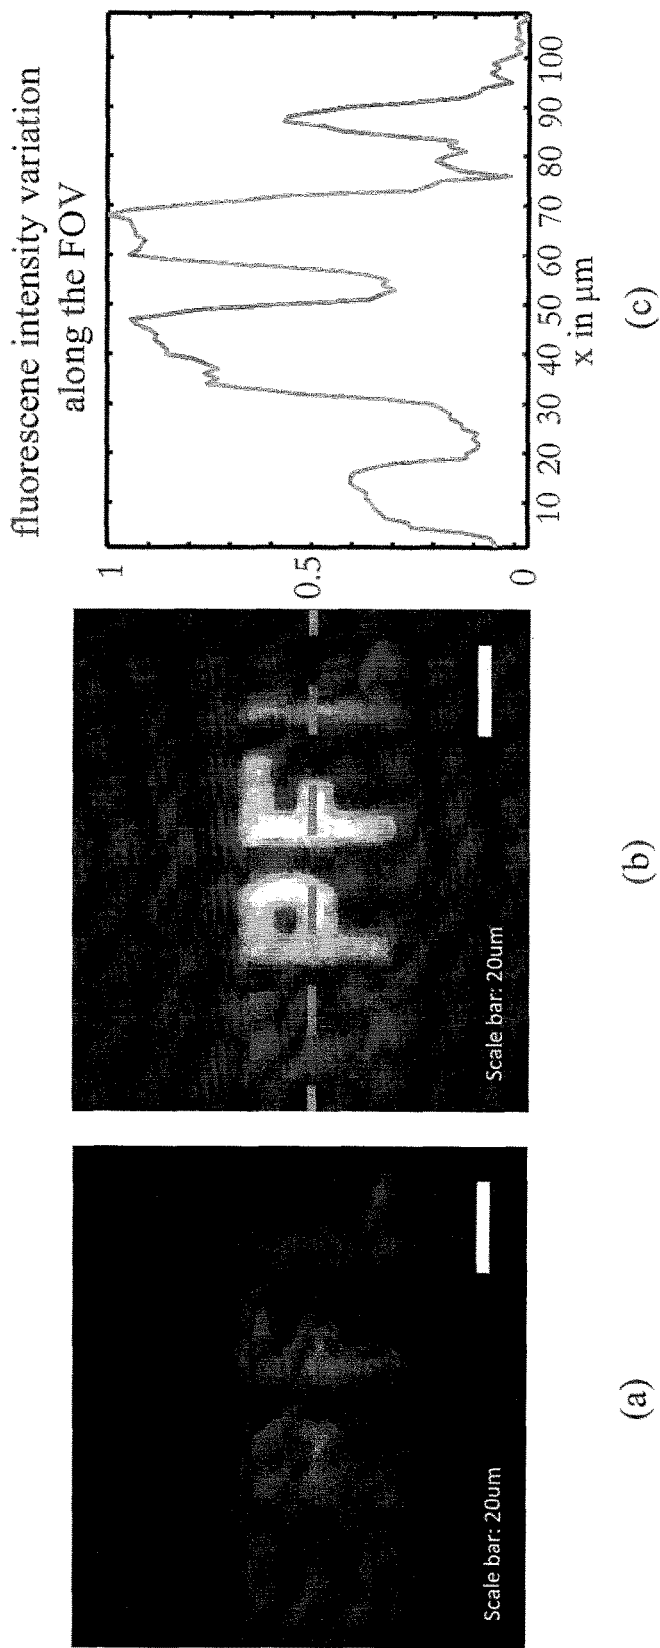 Scale bar: 20um
(a)
PFI
Scale bar: 20um
(b)
fluorescene intensity variation
along the FOV
1
0.5
0
10 20 30 40 50 60 70 80 90 100
x in μm
(c)